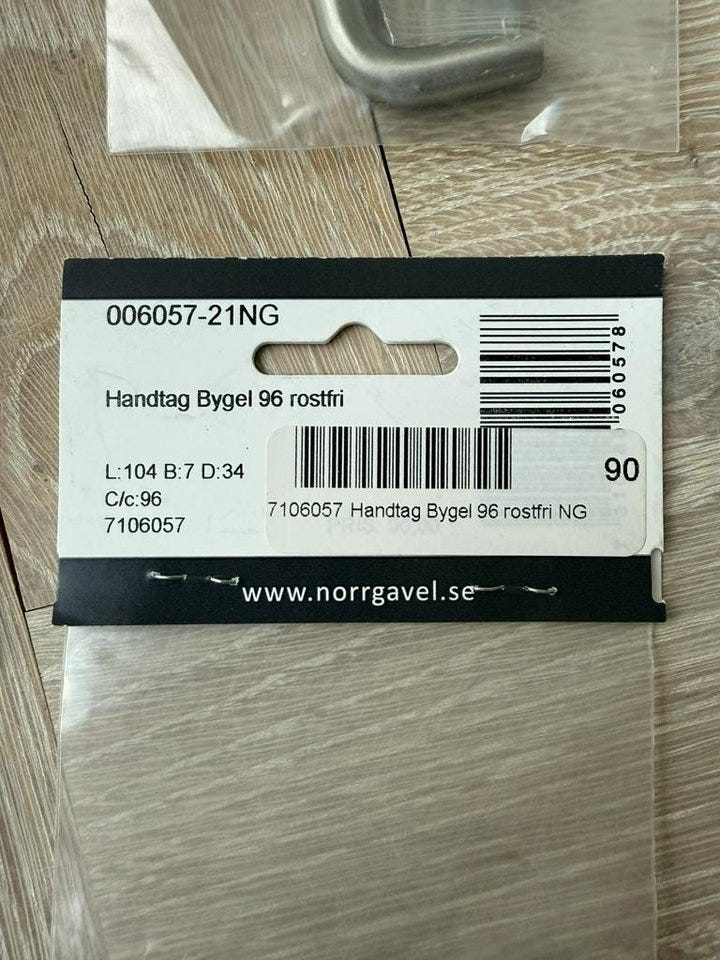 006057-21NG
Handtag Bygel 96 rostfri
060578
L:104 B:7 D:34
C/c:96
7106057
90
7106057 Handtag Bygel 96 rostfri NG
www.norrgavel.se